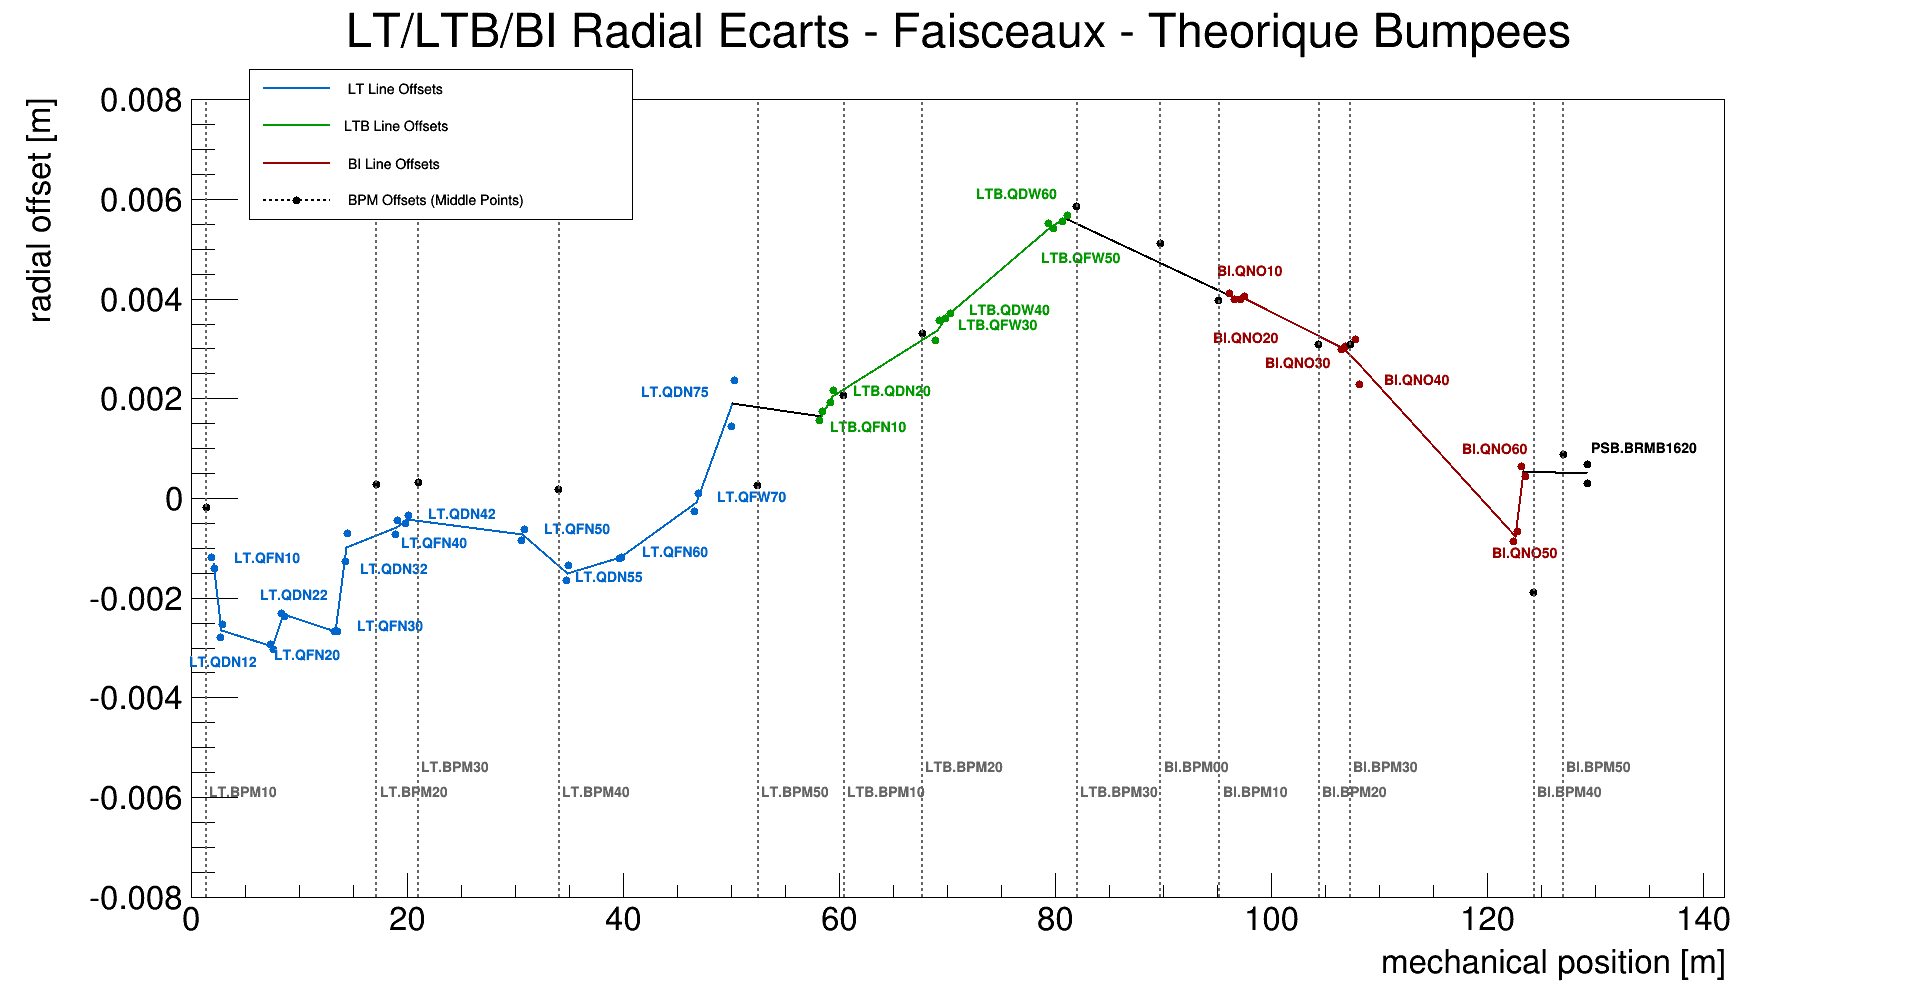 LT/LTB/BI Radial Ecarts - Faisceaux - Theorique Bumpees
radial offset [m]
LT Line Offsets
LTB Line Offsets
BI Line Offsets
BPM Offsets (Middle Points)
0.008
0.006
0.004
0.002
0
-0.002
-0.004
-0.006
-0.008
LTB.QDW60
LTB.QFW50
BI.QNO10
LTB.QDW40
LTB.QFW30
BI.QNO20
BI.QNO30
BI.QNO40
LT.QDN75
LTB.QDN20
LTB.QFN10
BI.QNO60
PSB.BRMB1620
LT.QFW70
LT.QDN42
LT.QFN50
LT.QFN40
LT.QFN60
BI.QNO50
LT.QFN10
LT.QDN32
LT.QDN55
LT.QDN22
LT.QFN30
LT.QFN20
LT.QDN12
LT.BPM30
LTB.BPM20
BI.BPM00
BI.BPM30
BI.BPM50
LT.BPM10
LT.BPM20
LT.BPM40
LT.BPM50
LTB.BPM10
LTB.BPM30
BI.BPM10
BI.BPM20
BI.BPM40
0
20
40
60
80
100
120
140
mechanical position [m]